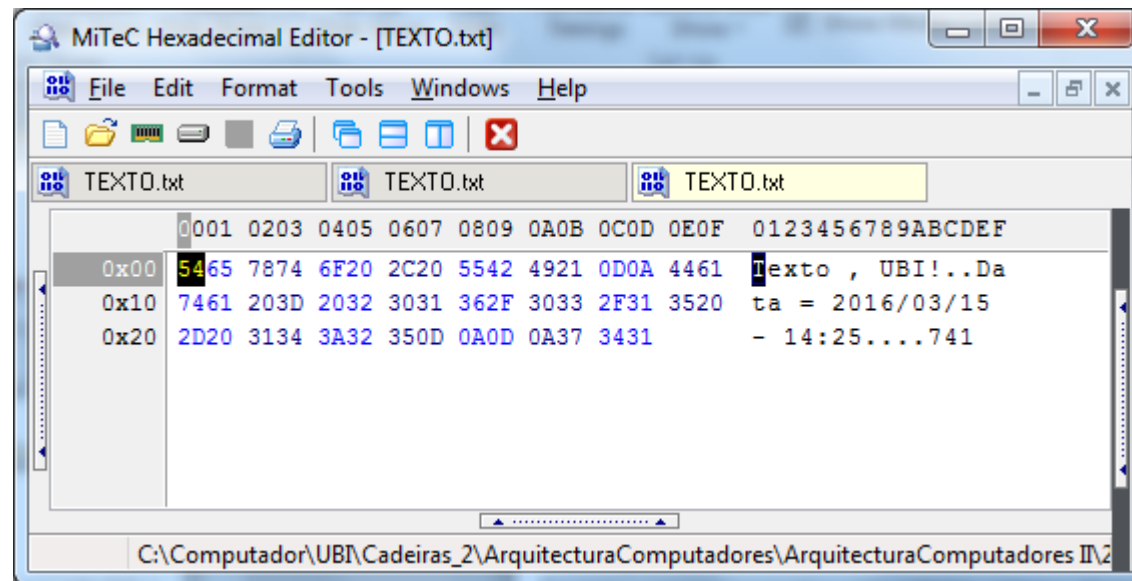 MiTeC Hexadecimal Editor - [TEXTO.txt]
File Edit Format Tools Windows Help
TEXTO.txt TEXTO.txt TEXTO.txt
0001 0203 0405 0607 0809 0A0B 0C0D 0E0F 0123456789ABCDEF
0x00 5465 7874 6F20 2C20 5542 4921 0D0A 4461 Texto , UBI!..Da
0x10 7461 203D 2032 3031 362F 3033 2F31 3520 ta = 2016/03/15
0x20 2D20 3134 3A32 350D 0A0D 0A37 3431 - 14:25....741
C:\Computador\UBI\Cadeiras_2\ArquitecturaComputadores\ArquitecturaComputadores II\2